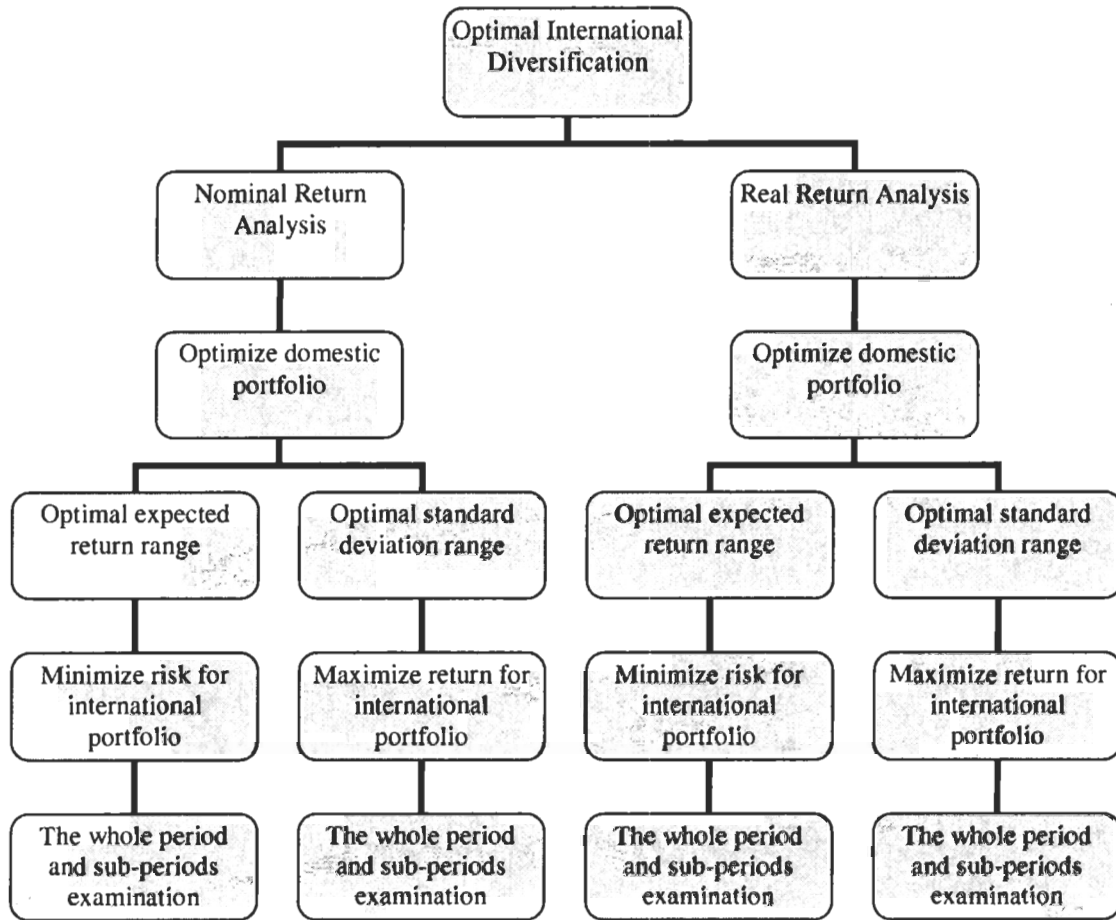 Optimal International
Diversification
Nominal Return
Analysis
Real Return Analysis
Optimize domestic
portfolio
Optimize domestic
portfolio
Optimal expected
return range
Optimal standard
deviation range
Optimal expected
return range
Optimal standard
deviation range
Minimize risk for
international
portfolio
Maximize return for
international
portfolio
Minimize risk for
international
portfolio
Maximize return for
international
portfolio
The whole period
and sub-periods
examination
The whole period
and sub-periods
examination
The whole period
and sub-periods
examination
The whole period
and sub-periods
examination